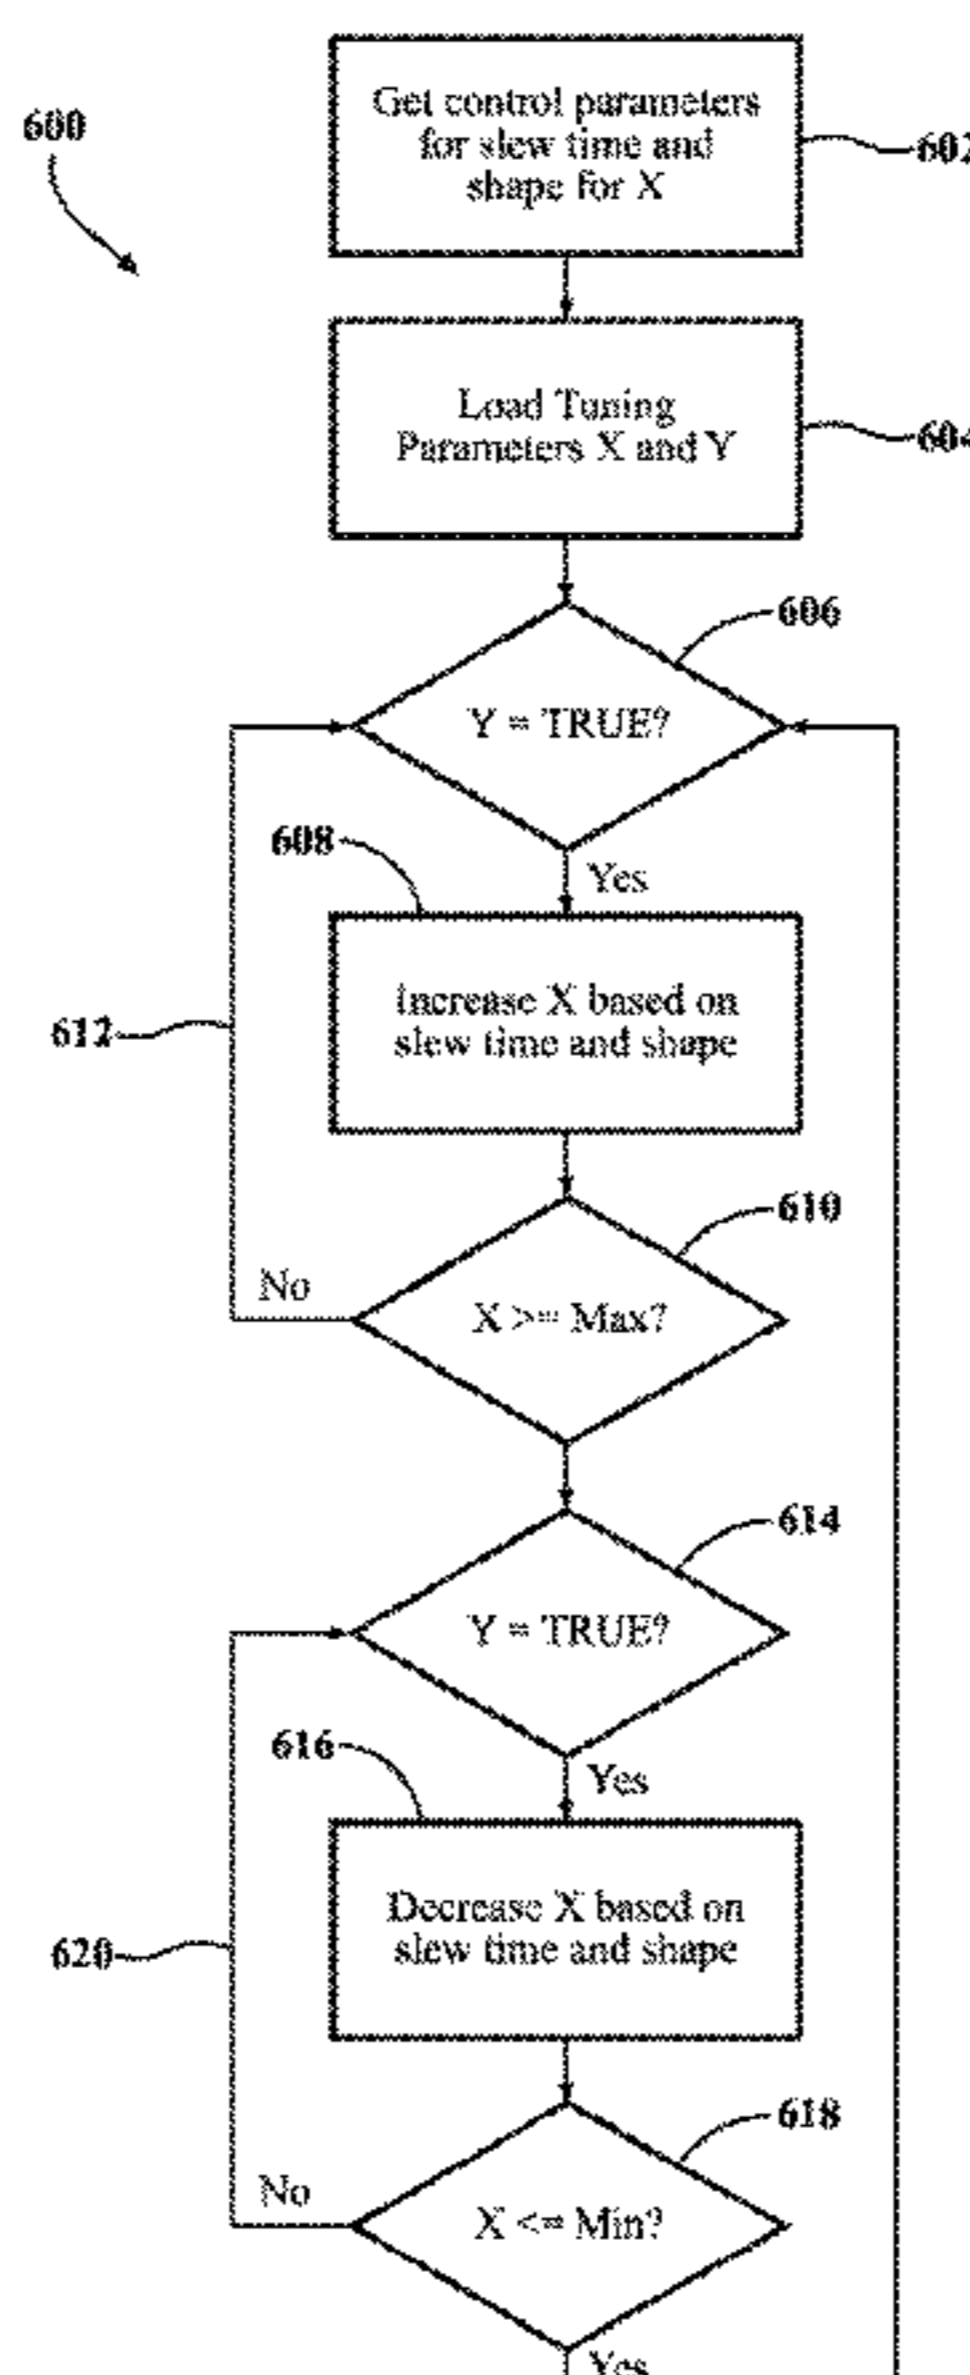 600
Get control parameters
for slew time and
shape for X
602
Load Tuning
Parameters X and Y
604
606
Y = TRUE?
608
Yes
Increase X based on
slew time and shape
612
610
No
X >= Max?
614
Y = TRUE?
616
Yes
Decrease X based on
slew time and shape
620
618
No
X <= Min?
Yes